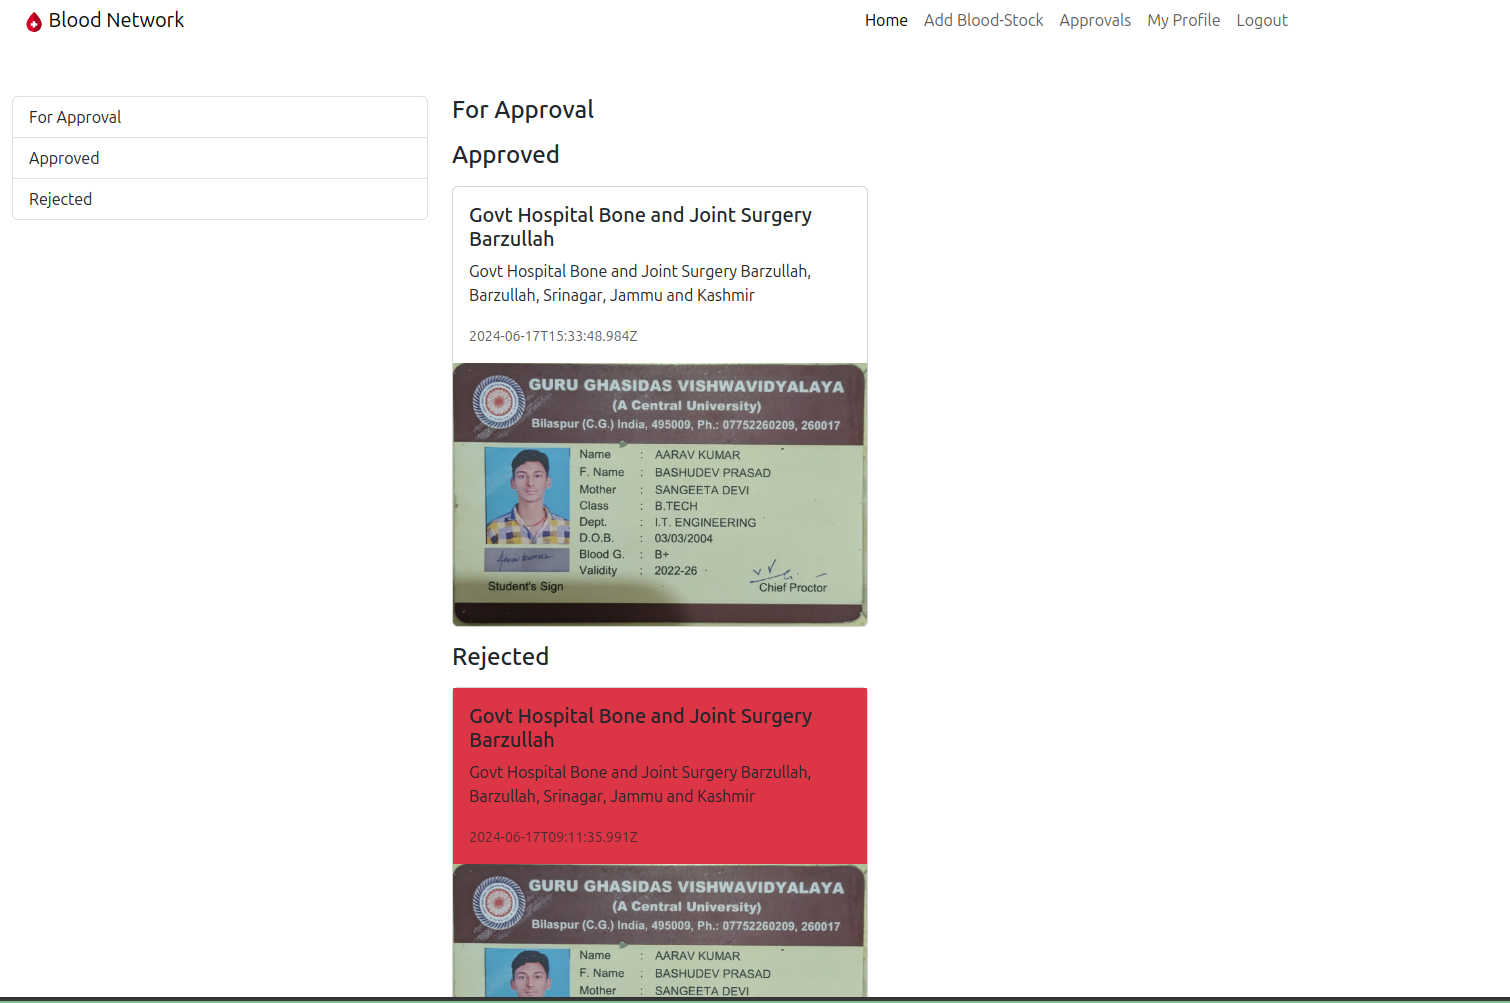 Blood Network
Home Add Blood-Stock Approvals My Profile Logout
For Approval
Approved
Rejected
For Approval
Approved
Govt Hospital Bone and Joint Surgery
Barzullah
Govt Hospital Bone and Joint Surgery Barzullah,
Barzullah, Srinagar, Jammu and Kashmir
2024-06-17T15:33:48.984Z
GURU GHASIDAS VISHWAVIDYALAYA
(A Central University)
Bilaspur (C.G.) India, 495009, Ph.: 07752260209, 260017
Name : AARAV KUMAR
F. Name : BASHUDEV PRASAD
Mother : SANGEETA DEVI
Class : B.TECH
Dept. : I.T. ENGINEERING
D.O.B. : 03/03/2004
Blood G. : B+
Validity : 2022-26
Aarav kumar
Student's Sign
Chief Proctor
Rejected
Govt Hospital Bone and Joint Surgery
Barzullah
Govt Hospital Bone and Joint Surgery Barzullah,
Barzullah, Srinagar, Jammu and Kashmir
2024-06-17T09:11:35.991Z
GURU GHASIDAS VISHWAVIDYALAYA
(A Central University)
Bilaspur (C.G.) India, 495009, Ph.: 07752260209, 260017
Name : AARAV KUMAR
F. Name : BASHUDEV PRASAD
Mother : SANGEETA DEVI